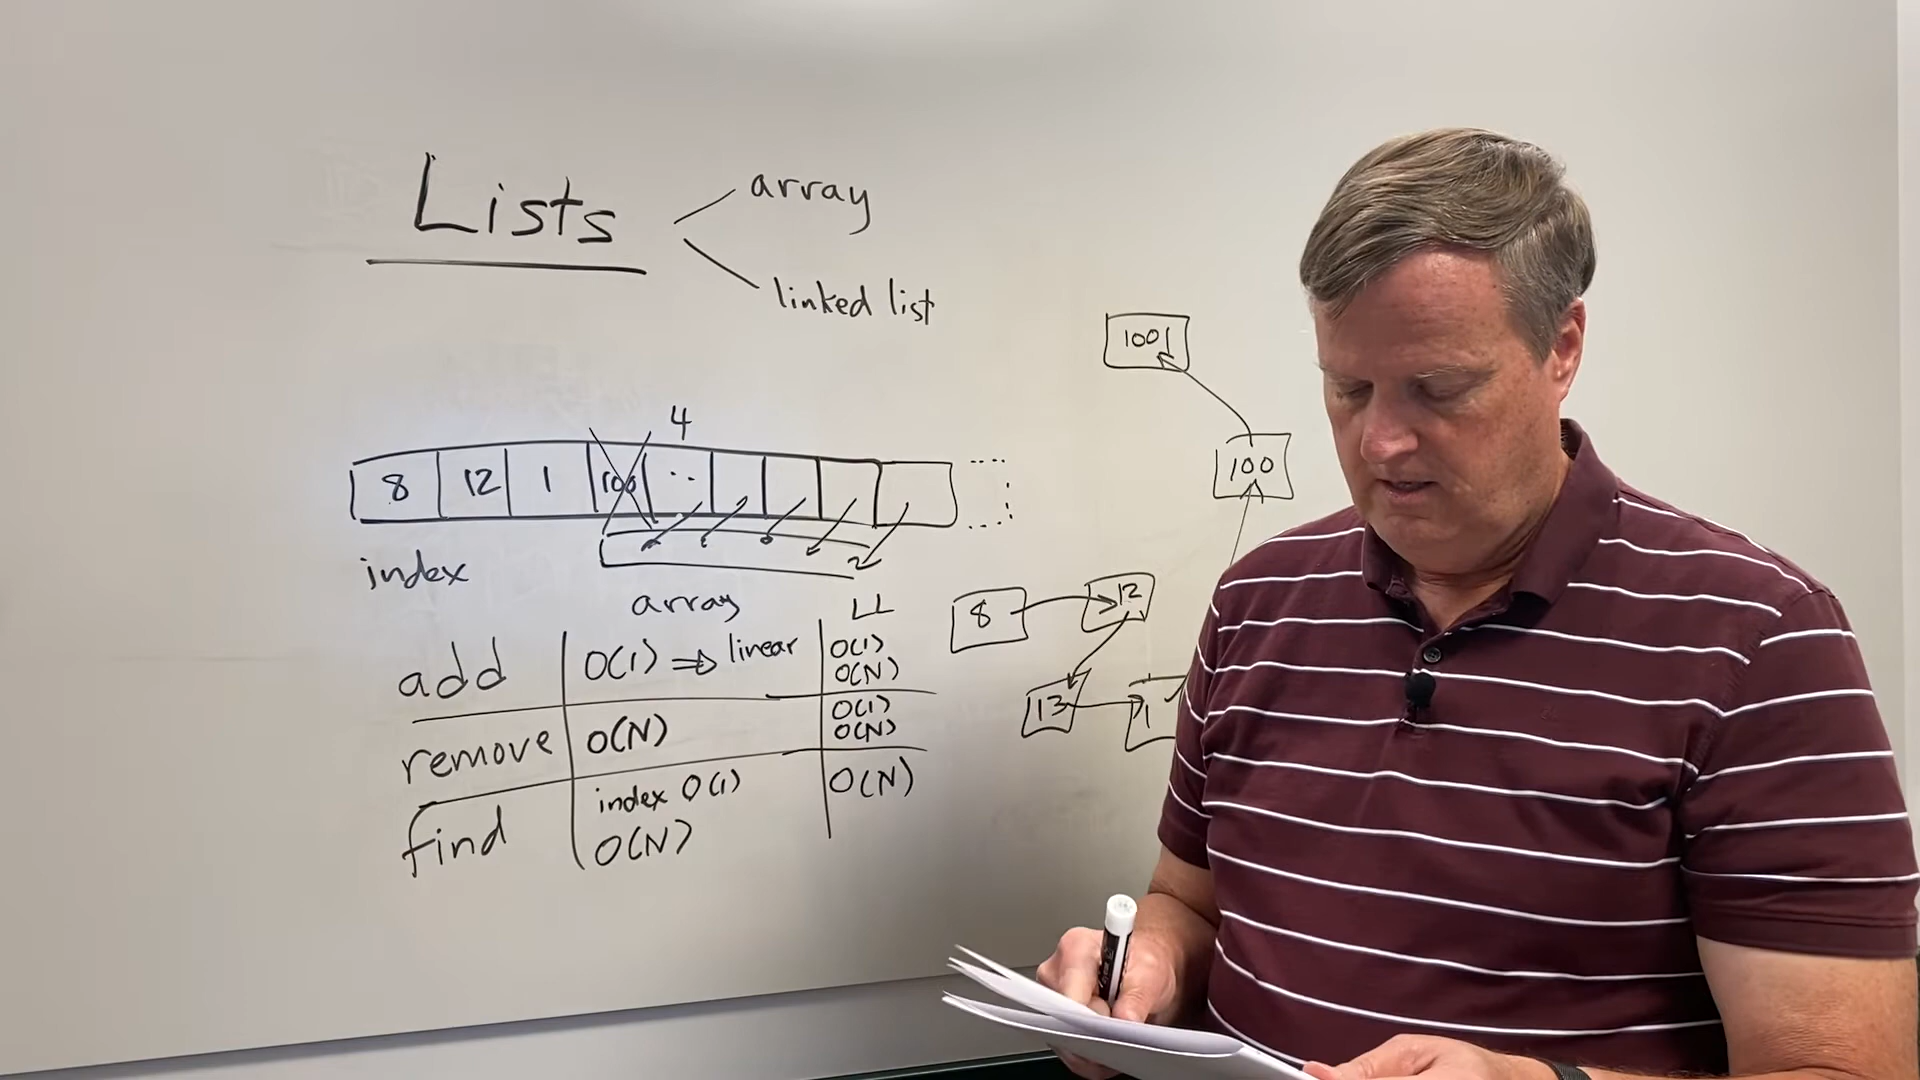 Lists
array
linked list
4
8 12 1 100 ..
index
array LL
add O(1) ⇒ linear O(1)
O(N)
remove O(N) O(1)
O(N)
find index O(1) O(N)
O(N)
1001
100
8 12
13 1